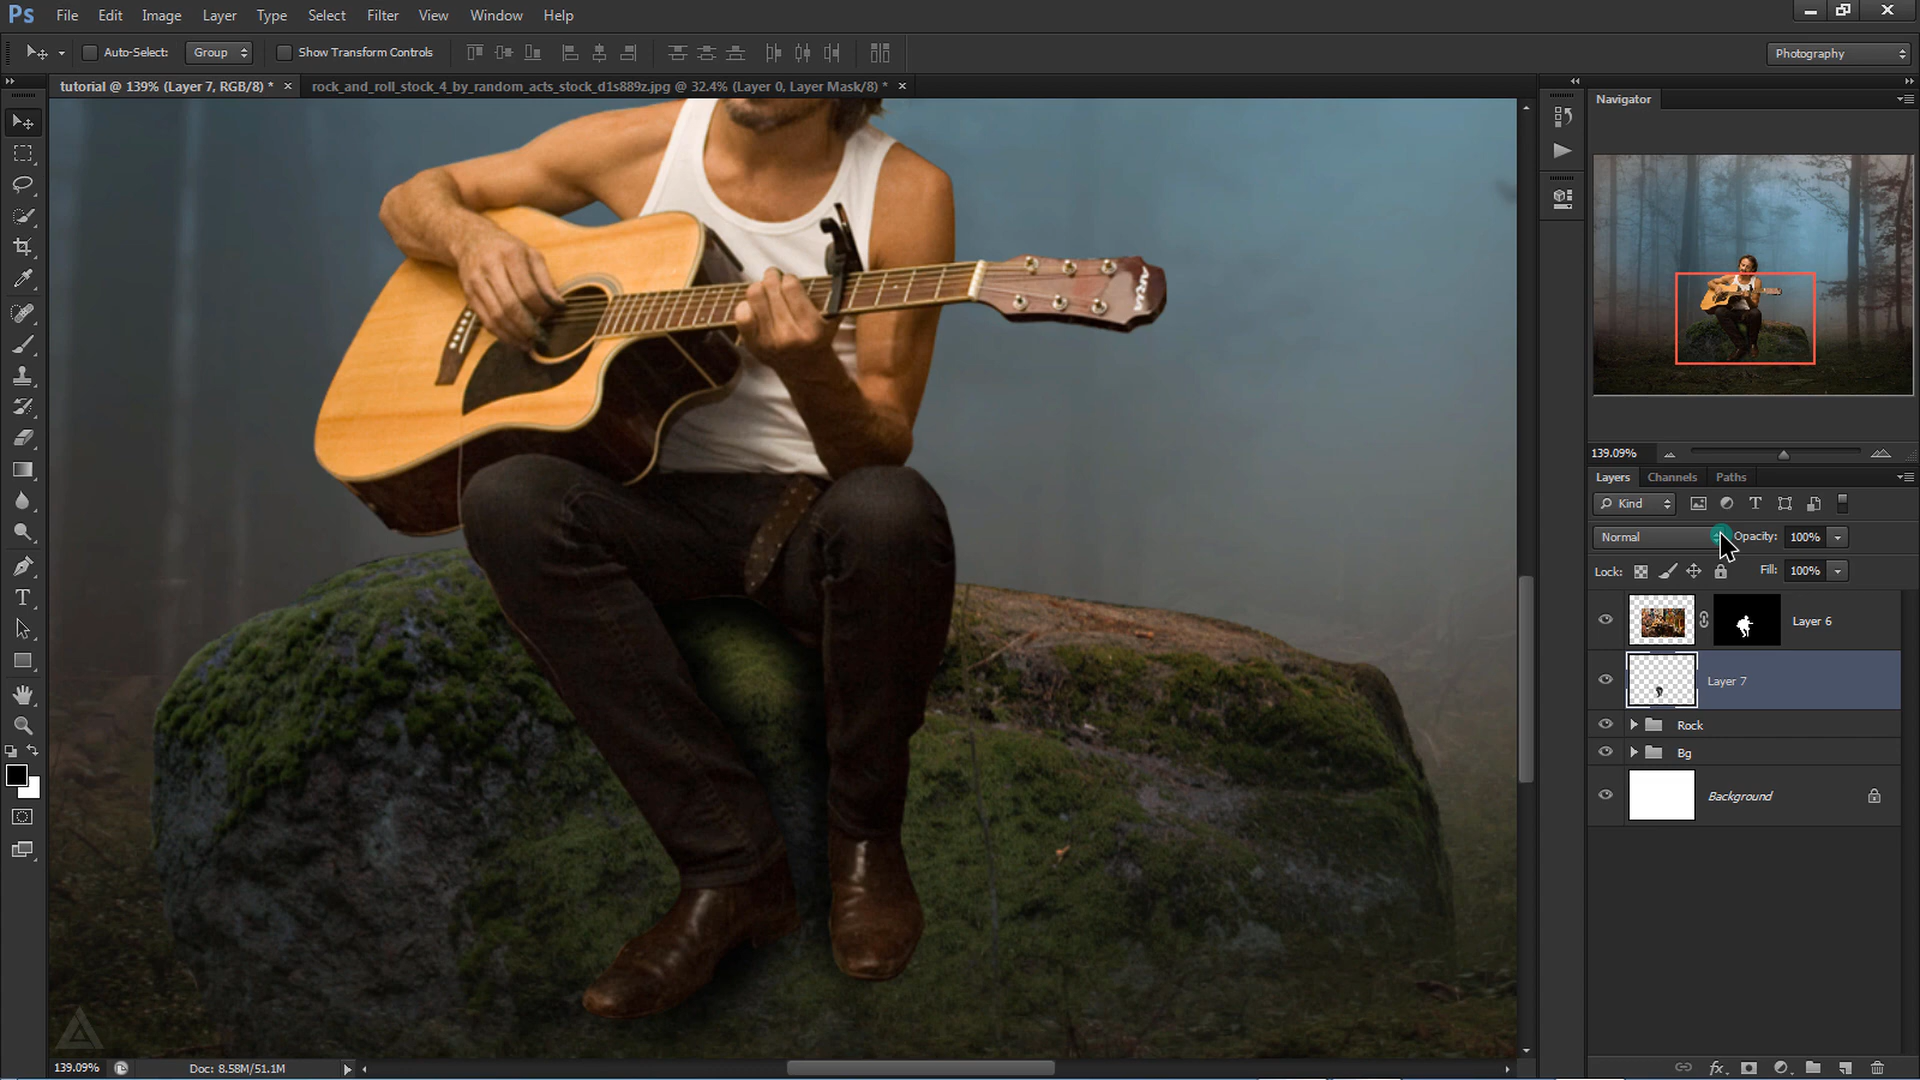 Ps File Edit Image Layer Type Select Filter View Window Help
Auto-Select: Group Show Transform Controls Photography
tutorial @ 139% (Layer 7, RGB/8) * × rock_and_roll_stock_4_by_random_acts_stock_d1s889z.jpg @ 32.4% (Layer 0, Layer Mask/8) * ×
Navigator
ARIA
139.09%
Layers Channels Paths
Kind
Normal Opacity: 100%
Lock: Fill: 100%
Layer 6
Layer 7
Rock
Bg
Background
139.09% Doc: 8.58M/51.1M